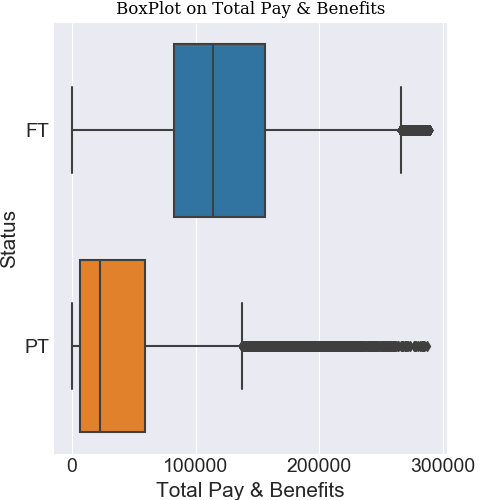 BoxPlot on Total Pay & Benefits
FT
Status
PT
0 100000 200000 300000
Total Pay & Benefits